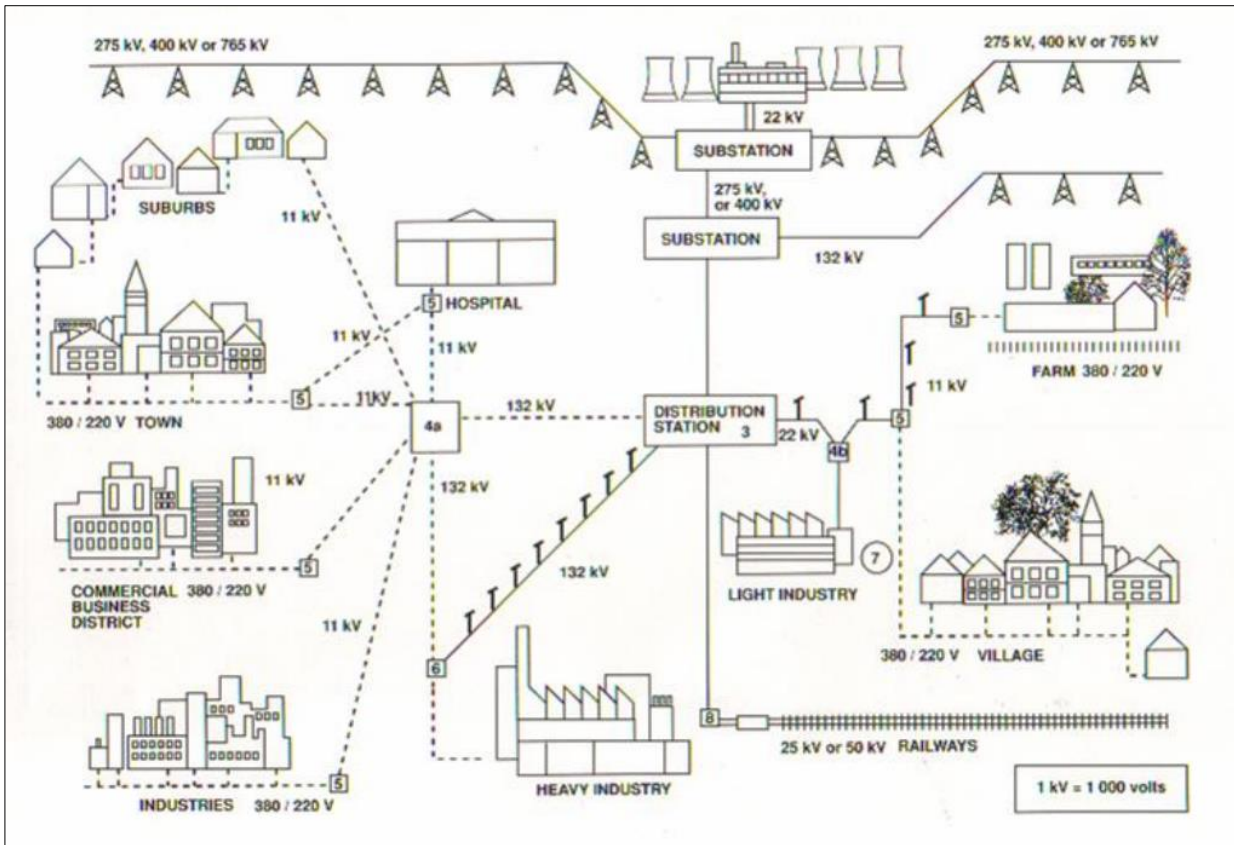 275 kV, 400 kV or 765 kV
275 kV, 400 kV or 765 kV
22 kV
SUBSTATION
275 kV,
or 400 kV
SUBSTATION
132 kV
SUBURBS
11 kV
5 HOSPITAL
11 kV
11 kV
5
FARM 380 / 220 V
11 kV
5
11kV
380 / 220 V TOWN
4a
132 kV
DISTRIBUTION
STATION 3
22 kV
5
4b
11 kV
132 kV
132 kV
LIGHT INDUSTRY
7
5
COMMERCIAL 380 / 220 V
BUSINESS
DISTRICT
11 kV
380 / 220 V VILLAGE
6
8
25 kV or 50 kV RAILWAYS
5
INDUSTRIES 380 / 220 V
HEAVY INDUSTRY
1 kV = 1 000 volts